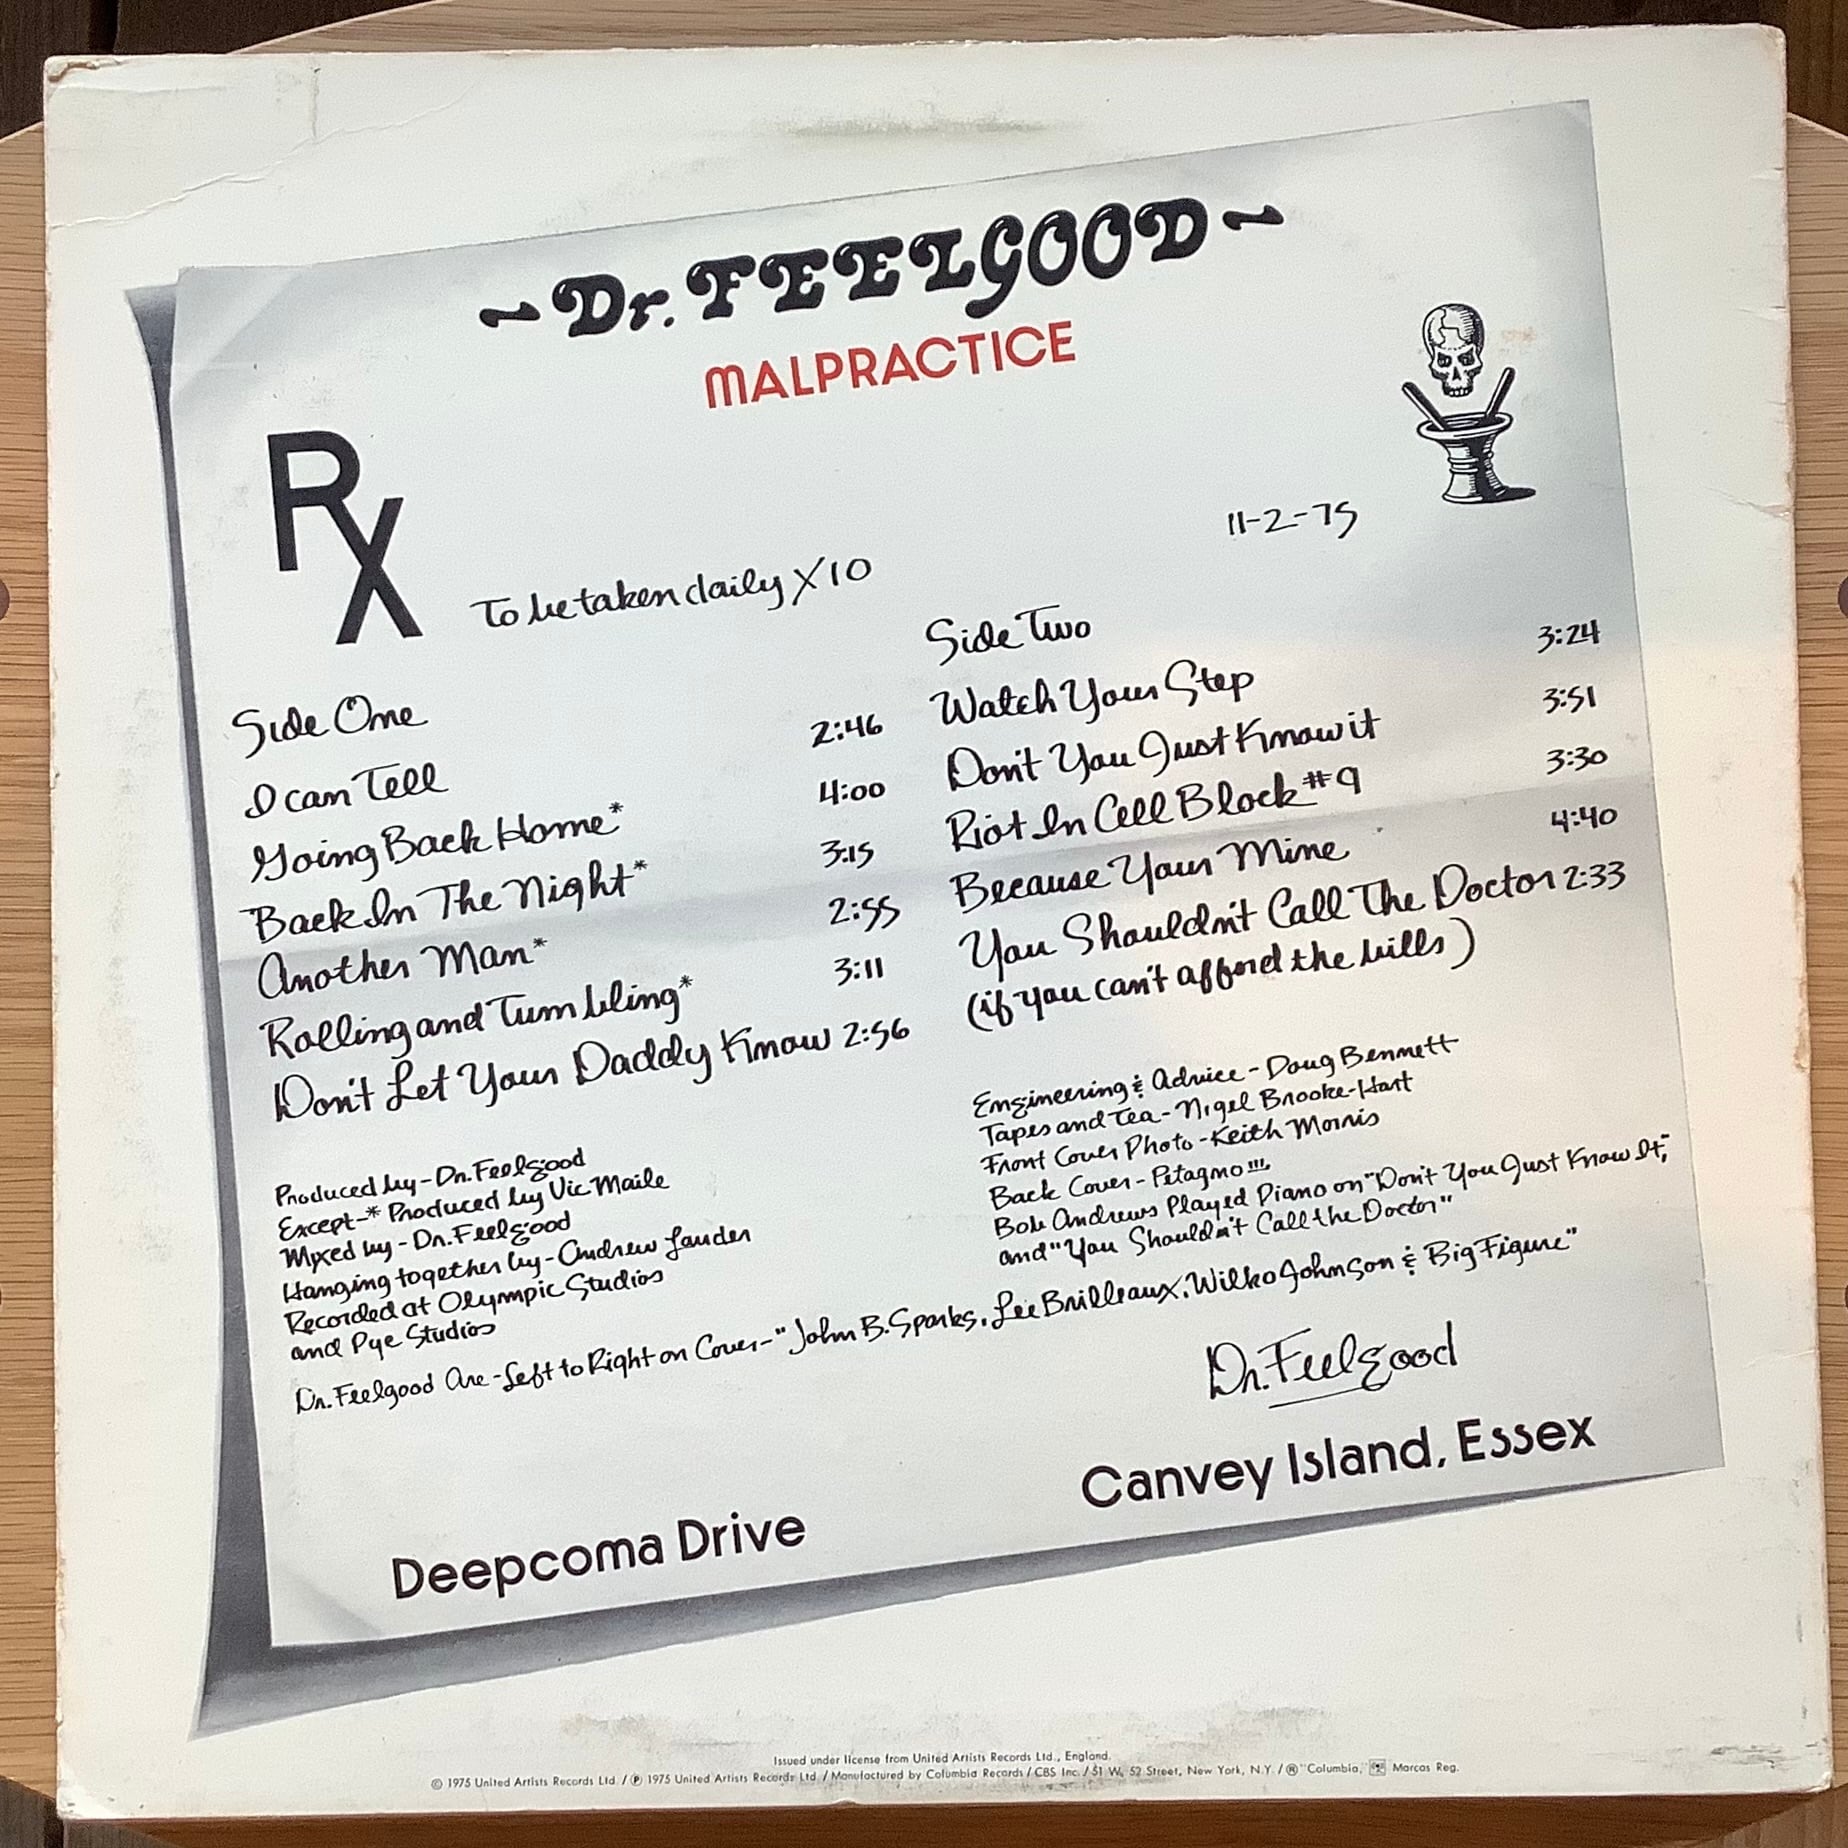 ~Dr. FEELGOOD~
MALPRACTICE
Rx
11-2-75
To be taken daily X10
Side One
I can Tell 2:46
Going Back Home* 4:00
Back In The Night* 3:15
Another Man* 2:55
Rolling and Tumbling* 3:11
Don't Let Your Daddy Know 2:56
Side Two
Watch Your Step 3:24
Don't You Just Know it 3:51
Riot In Cell Block #9 3:30
Because Your Mine 4:40
You Shouldn't Call The Doctor 2:33
(if you can't afford the bills)
Produced by - Dr. Feelgood
Except-* Produced by Vic Maile
Mixed by - Dr. Feelgood
Hanging together by - Andrew Lauder
Recorded at Olympic Studios
and Pye Studios
Engineering & Advice - Doug Bennett
Tapes and Tea - Nigel Brooke-Hart
Front Cover Photo - Keith Morris
Back Cover - Petagno!!!
Bob Andrews Played Piano on "Don't You Just Know It,"
and "You Shouldn't Call the Doctor"
Dr. Feelgood Are - Left to Right on Cover - "John B. Sparks, Lee Brilleaux, Wilko Johnson & Big Figure"
Dr. Feelgood
Deepcoma Drive
Canvey Island, Essex
Issued under license from United Artists Records Ltd., England.
© 1975 United Artists Records Ltd. / ℗ 1975 United Artists Records Ltd. / Manufactured by Columbia Records / CBS Inc. / 51 W. 52 Street, New York, N.Y. / ® "Columbia," Marcas Reg.